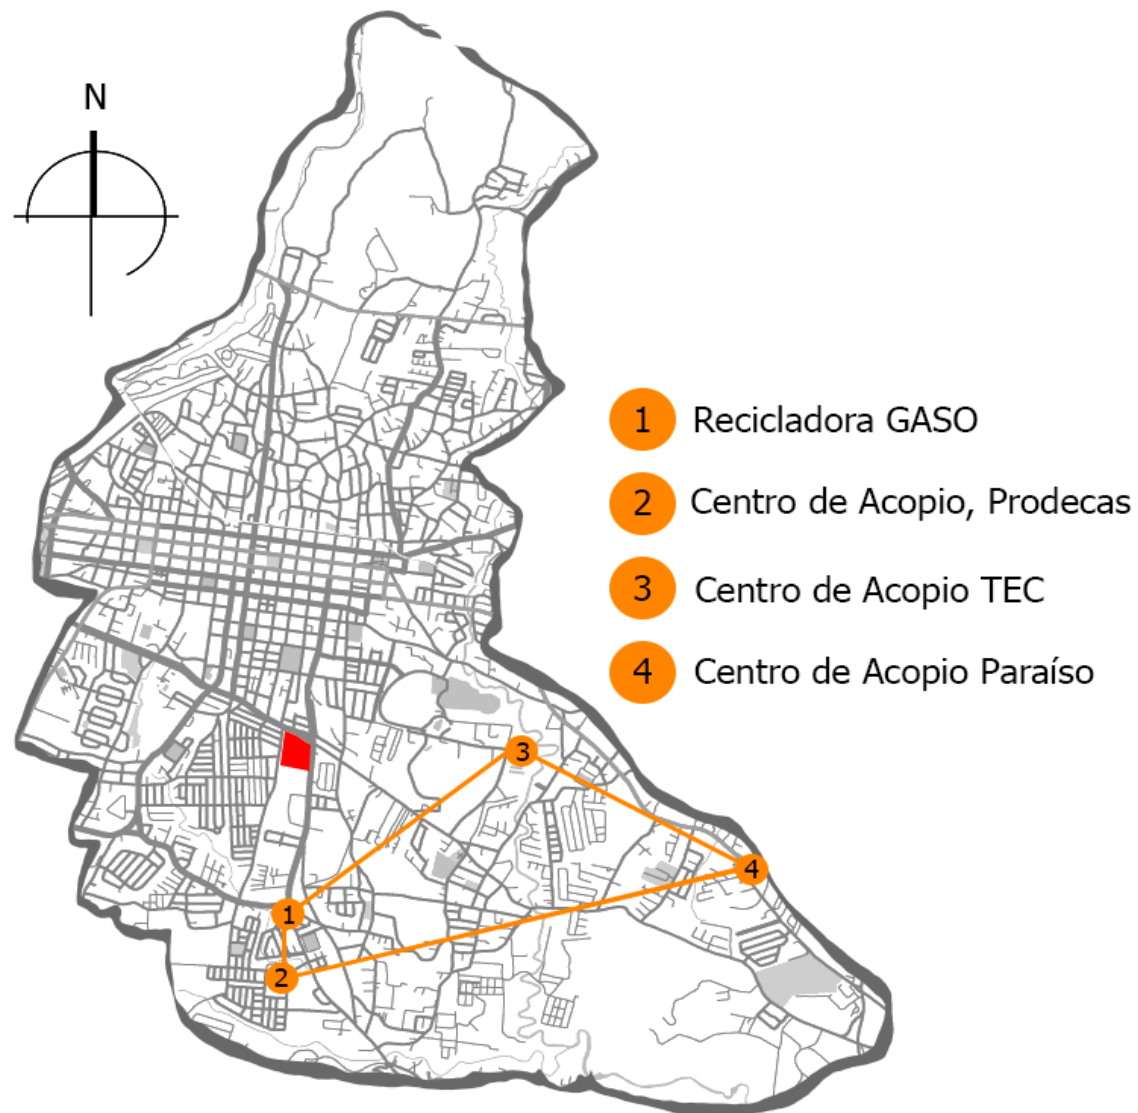 N
1 Recicladora GASO
2 Centro de Acopio, Prodecas
3 Centro de Acopio TEC
4 Centro de Acopio Paraíso
3
4
1
2